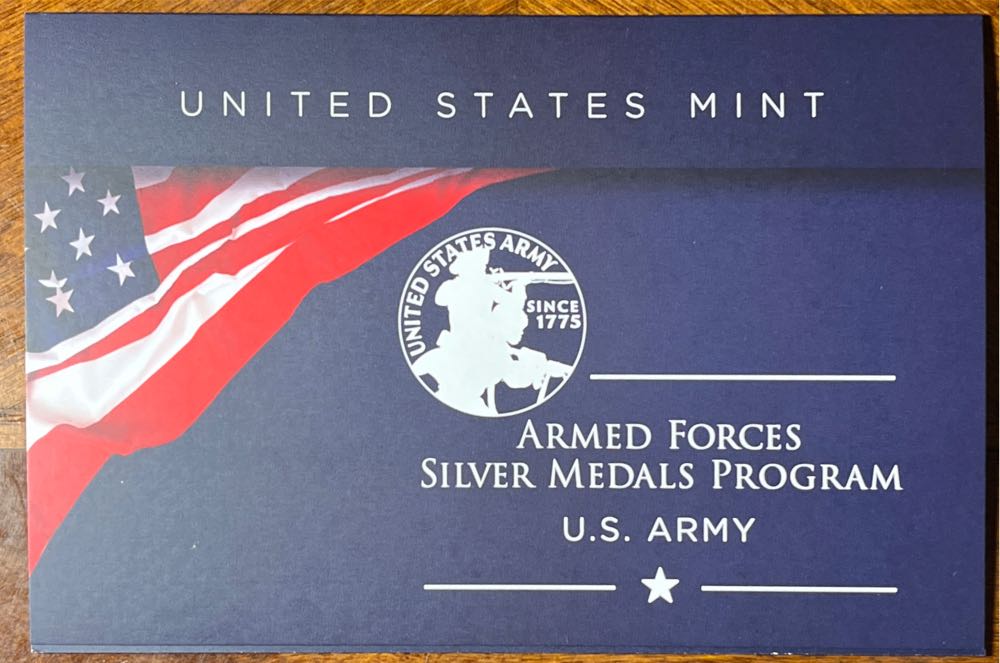 UNITED STATES MINT
UNITED STATES ARMY
SINCE
1775
ARMED FORCES
SILVER MEDALS PROGRAM
U.S. ARMY